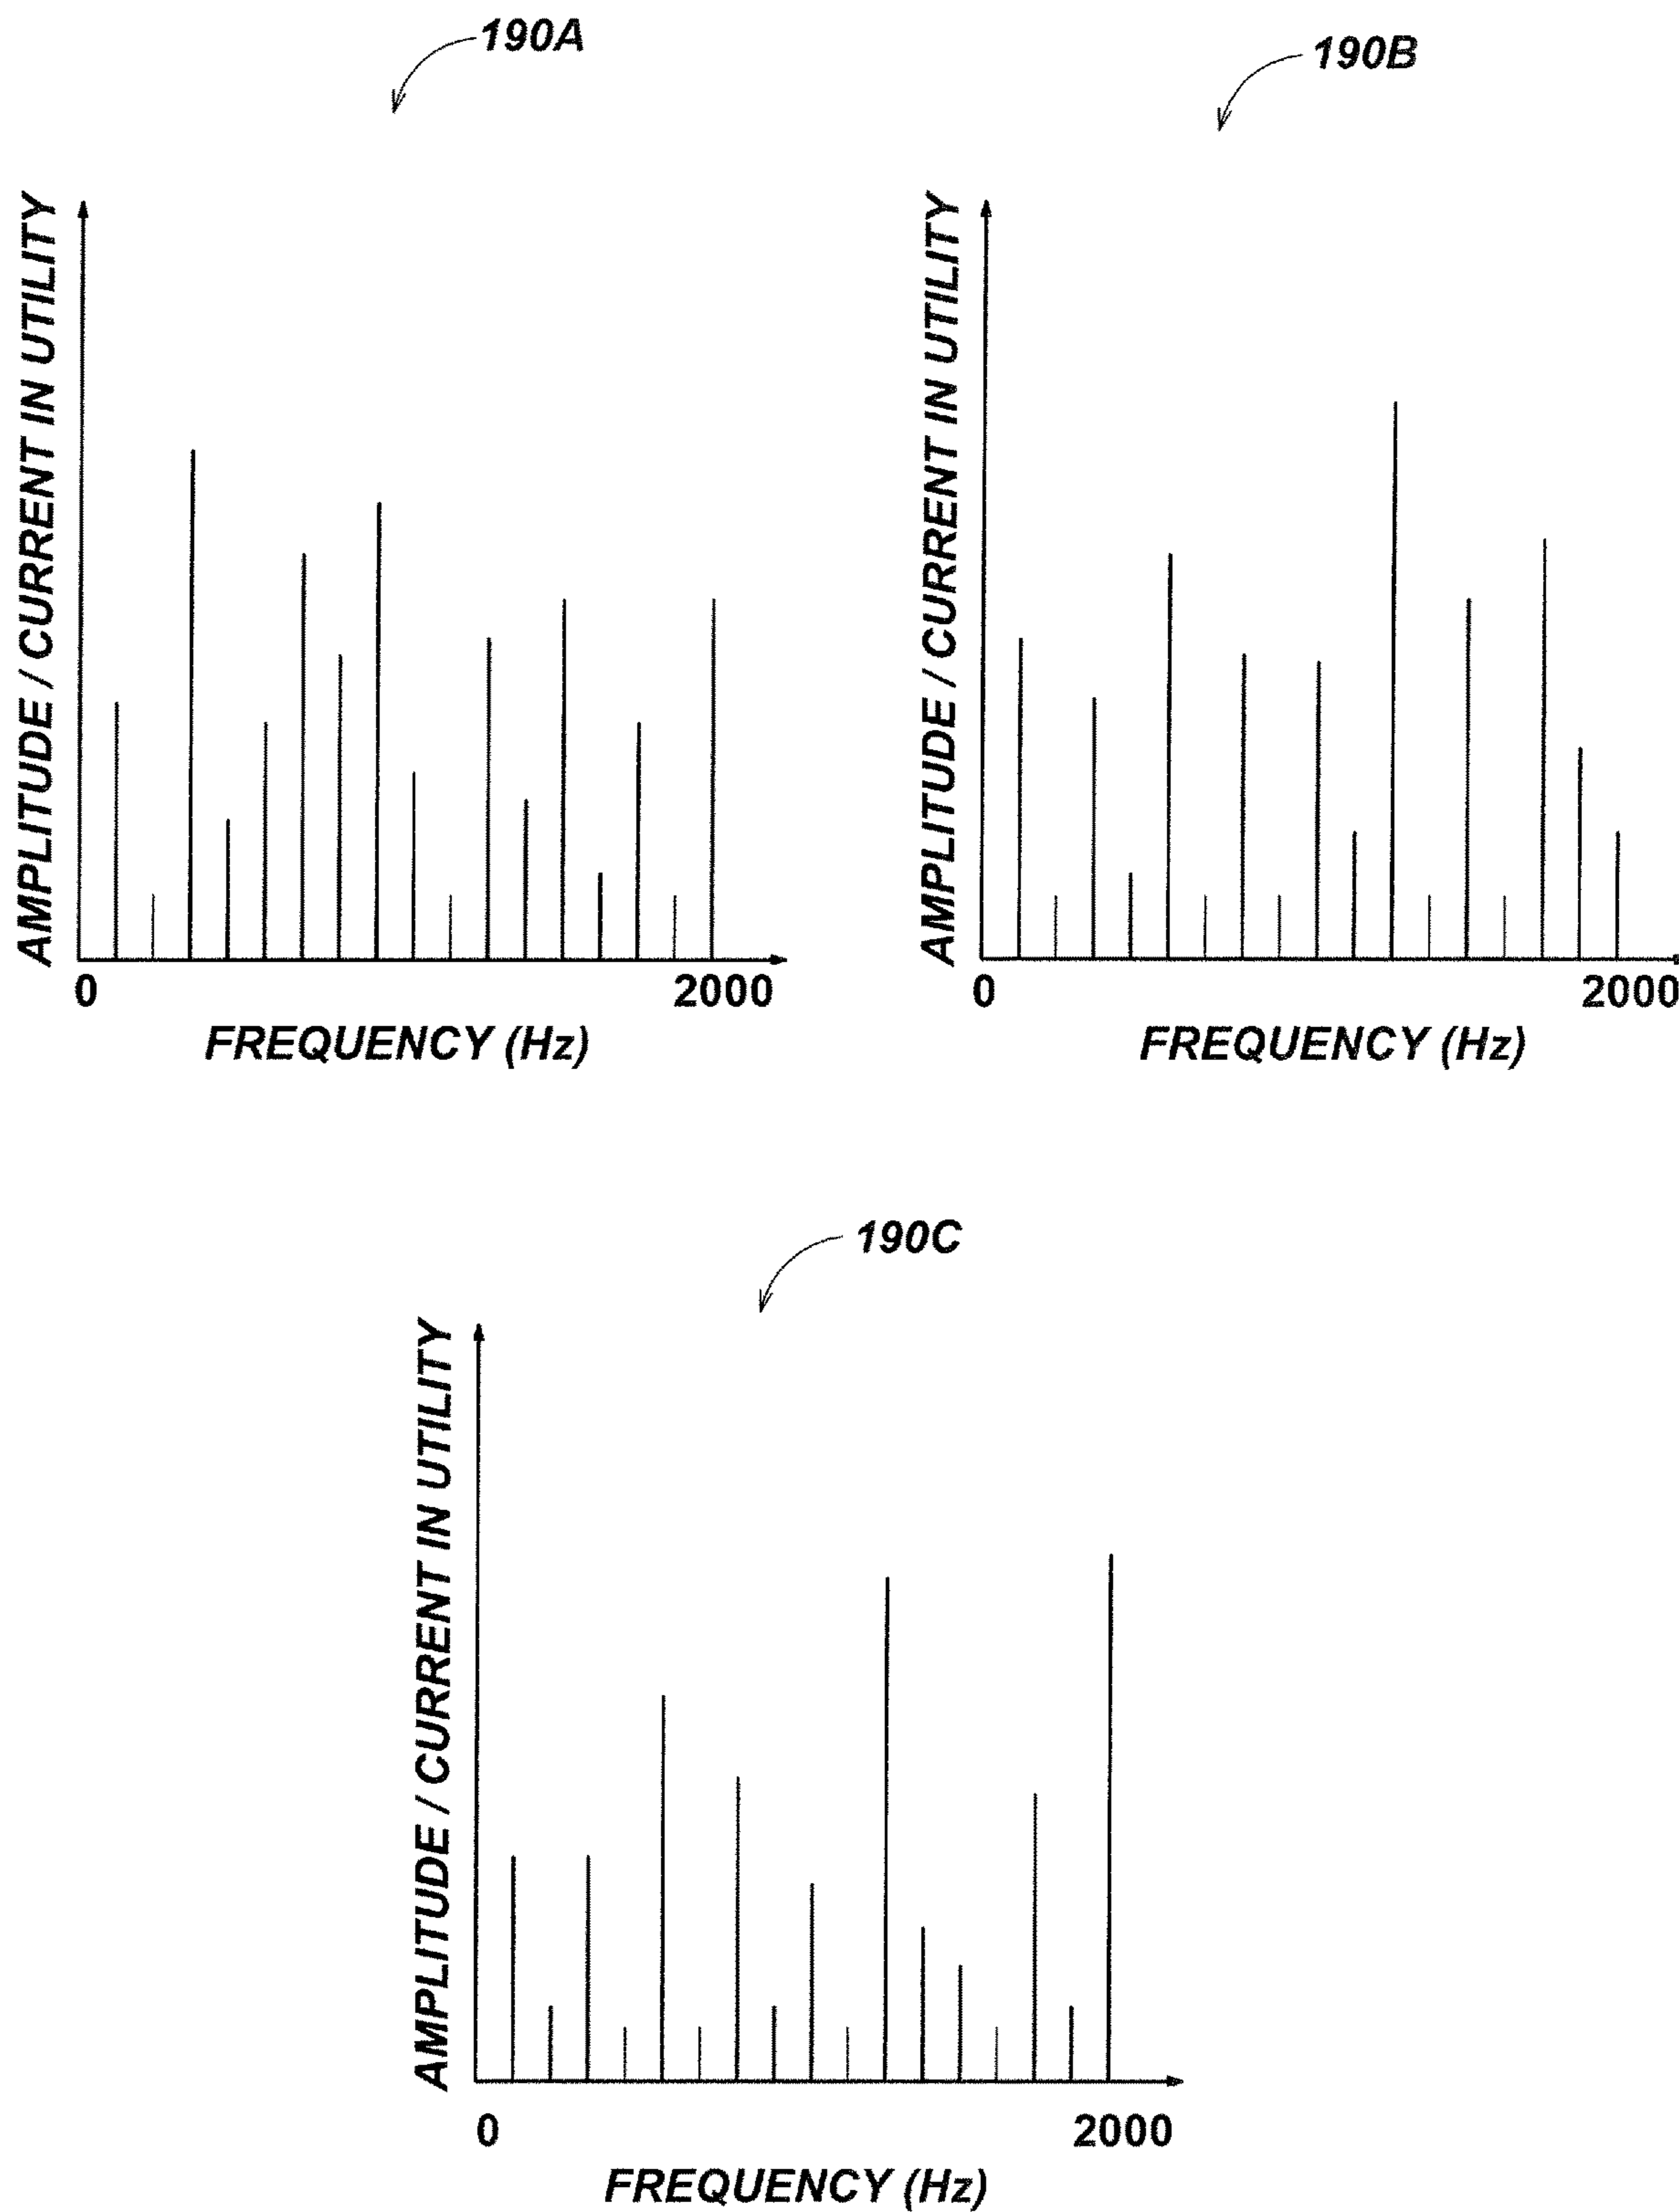 190A
190B
AMPLITUDE / CURRENT IN UTILITY
0
2000
FREQUENCY (Hz)
AMPLITUDE / CURRENT IN UTILITY
0
2000
FREQUENCY (Hz)
190C
AMPLITUDE / CURRENT IN UTILITY
0
2000
FREQUENCY (Hz)